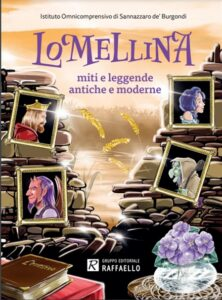 Istituto Omnicomprensivo di Sannazzaro de' Burgondi
LOMELLINA
miti e leggende
antiche e moderne
GRUPPO EDITORIALE
R RAFFAELLO